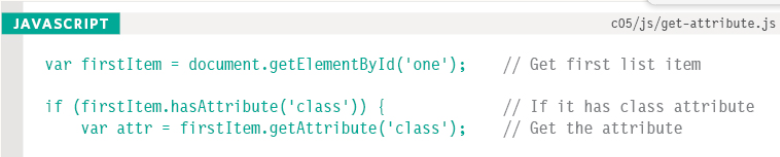 JAVASCRIPT c05/js/get-attribute.js
var firstItem = document.getElementById('one'); // Get first list item
if (firstItem.hasAttribute('class')) { // If it has class attribute
var attr = firstItem.getAttribute('class'); // Get the attribute